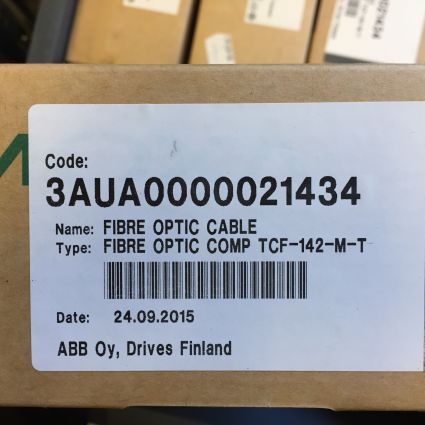 Code:
3AUA0000021434
Name: FIBRE OPTIC CABLE
Type: FIBRE OPTIC COMP TCF-142-M-T
Date: 24.09.2015
ABB Oy, Drives Finland